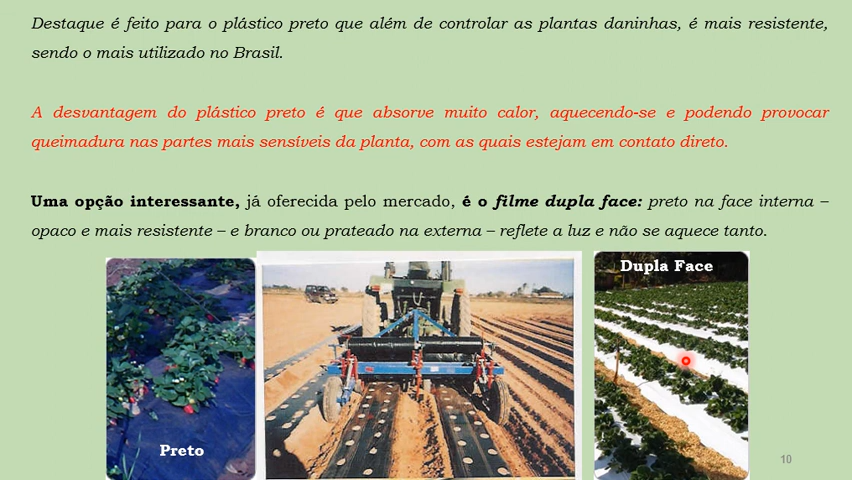 Destaque é feito para o plástico preto que além de controlar as plantas daninhas, é mais resistente,
sendo o mais utilizado no Brasil.
A desvantagem do plástico preto é que absorve muito calor, aquecendo-se e podendo provocar
queimadura nas partes mais sensíveis da planta, com as quais estejam em contato direto.
Uma opção interessante, já oferecida pelo mercado, é o filme dupla face: preto na face interna –
opaco e mais resistente – e branco ou prateado na externa – reflete a luz e não se aquece tanto.
Dupla Face
Preto
10